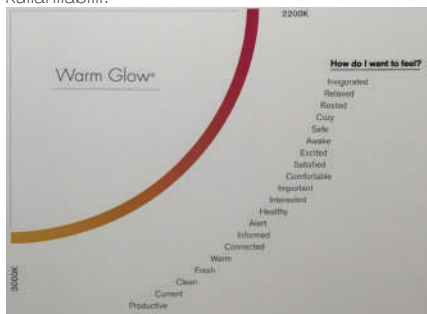 kullanılabilir.
2200K
Warm Glow™
How do I want to feel?
Invigorated
Relaxed
Rested
Cozy
Safe
Awake
Excited
Satisfied
Comfortable
Important
Interested
Healthy
Alert
Informed
Connected
Warm
Fresh
Clean
Current
Productive
3000K